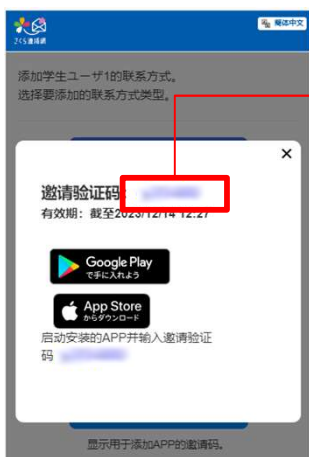 さくら連絡網
简体中文
添加学生ユーザ1的联系方式。
选择要添加的联系方式类型。
×
邀请验证码：
有效期：截至2023/12/14 12:27
Google Play
で手に入れよう
App Store
からダウンロード
启动安装的APP并输入邀请验证
码
显示用于添加APP的邀请码。